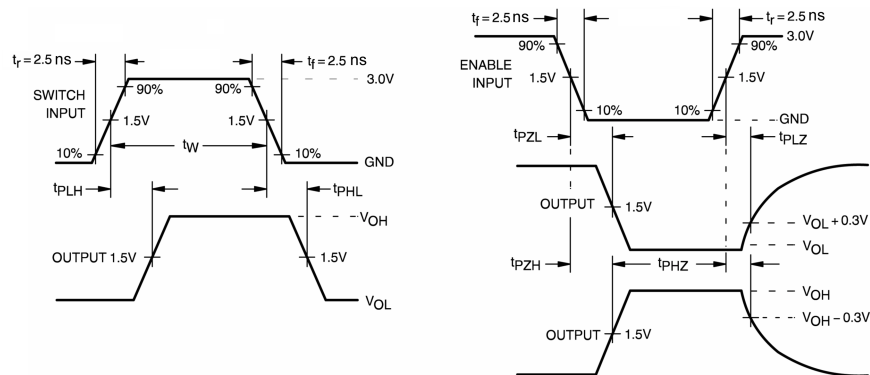 tr = 2.5 ns
tf = 2.5 ns
3.0V
SWITCH
INPUT
90%
90%
1.5V
1.5V
tW
10%
10%
GND
tPLH
tPHL
VOH
OUTPUT 1.5V
1.5V
VOL
tf = 2.5 ns
tr = 2.5 ns
90%
90%
3.0V
ENABLE
INPUT
1.5V
1.5V
10%
10%
GND
tPZL
tPLZ
OUTPUT
1.5V
VOL + 0.3V
VOL
tPZH
tPHZ
VOH
OUTPUT
1.5V
VOH – 0.3V